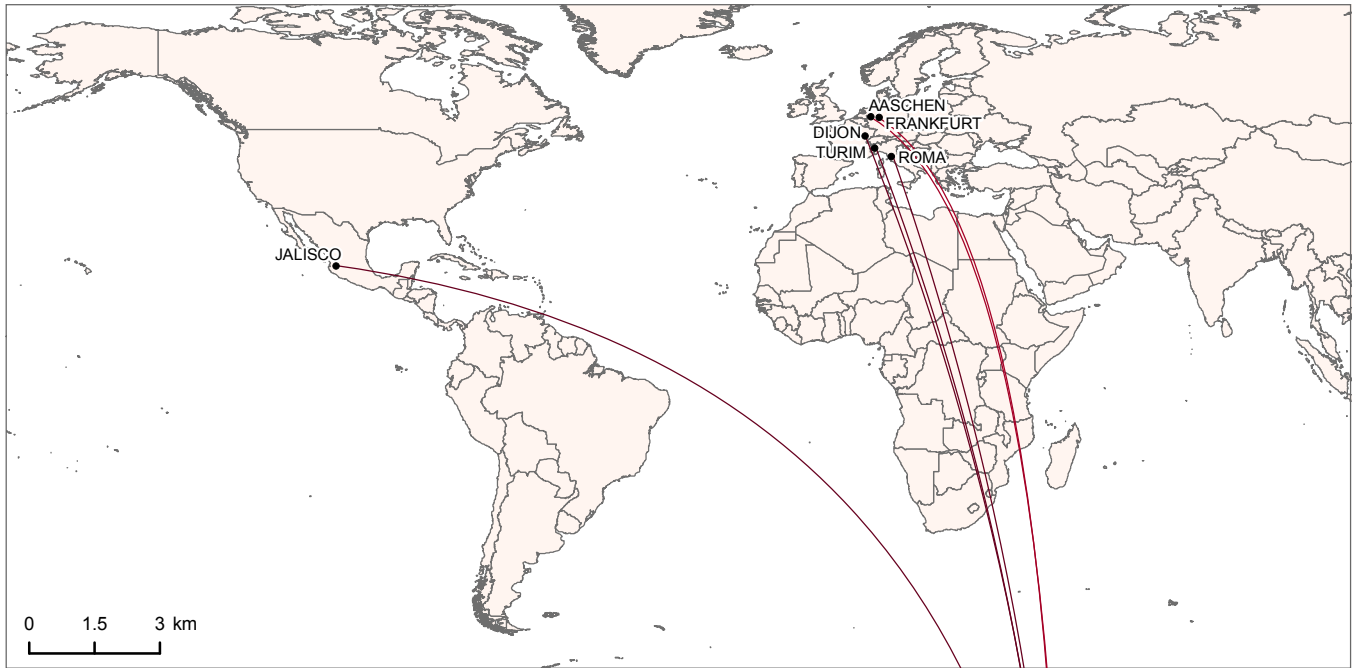 AASCHEN
FRANKFURT
DIJON
TURIM
ROMA
JALISCO
0 1.5 3 km